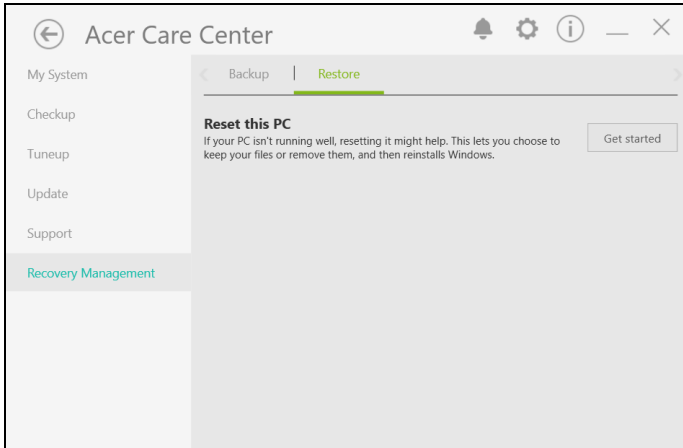 Acer Care Center
My System
Checkup
Tuneup
Update
Support
Recovery Management
Backup
Restore
Reset this PC
If your PC isn't running well, resetting it might help. This lets you choose to
keep your files or remove them, and then reinstalls Windows.
Get started